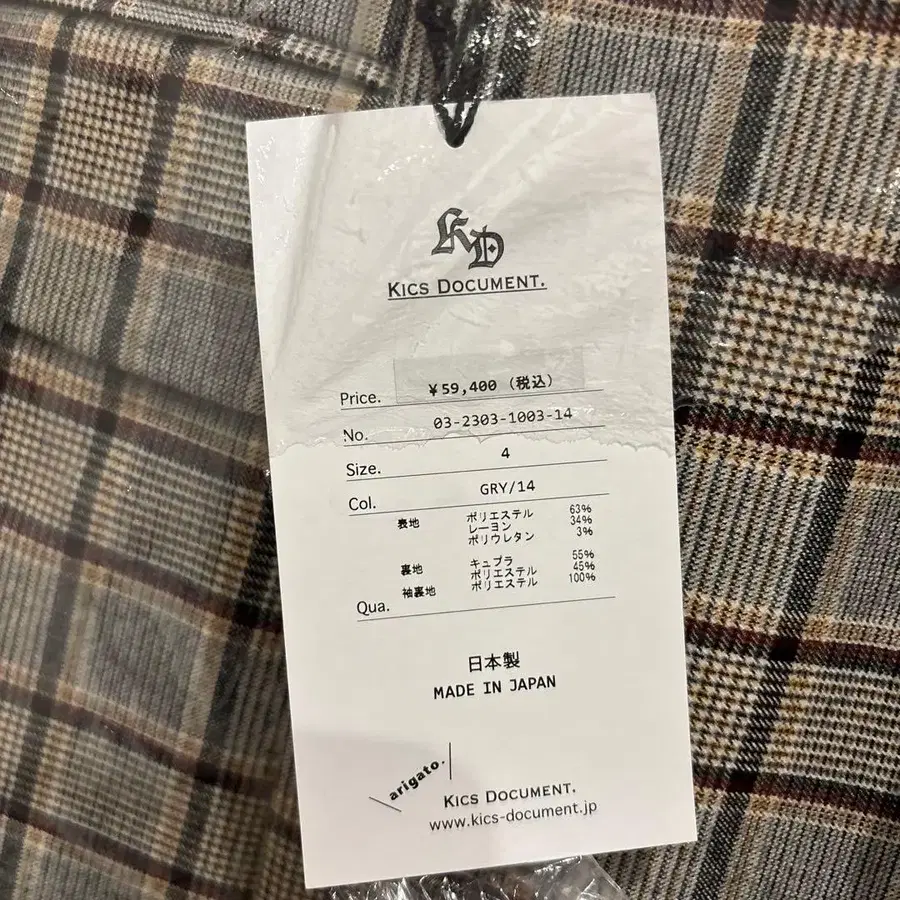 KD
KICS DOCUMENT.
Price. ¥59,400 (税込)
No. 03-2303-1003-14
Size. 4
Col. GRY/14
表地 ポリエステル 63%
レーヨン 34%
ポリウレタン 3%
裏地 キュプラ 55%
ポリエステル 45%
袖裏地 ポリエステル 100%
Qua.
日本製
MADE IN JAPAN
arigato.
KICS DOCUMENT.
www.kics-document.jp